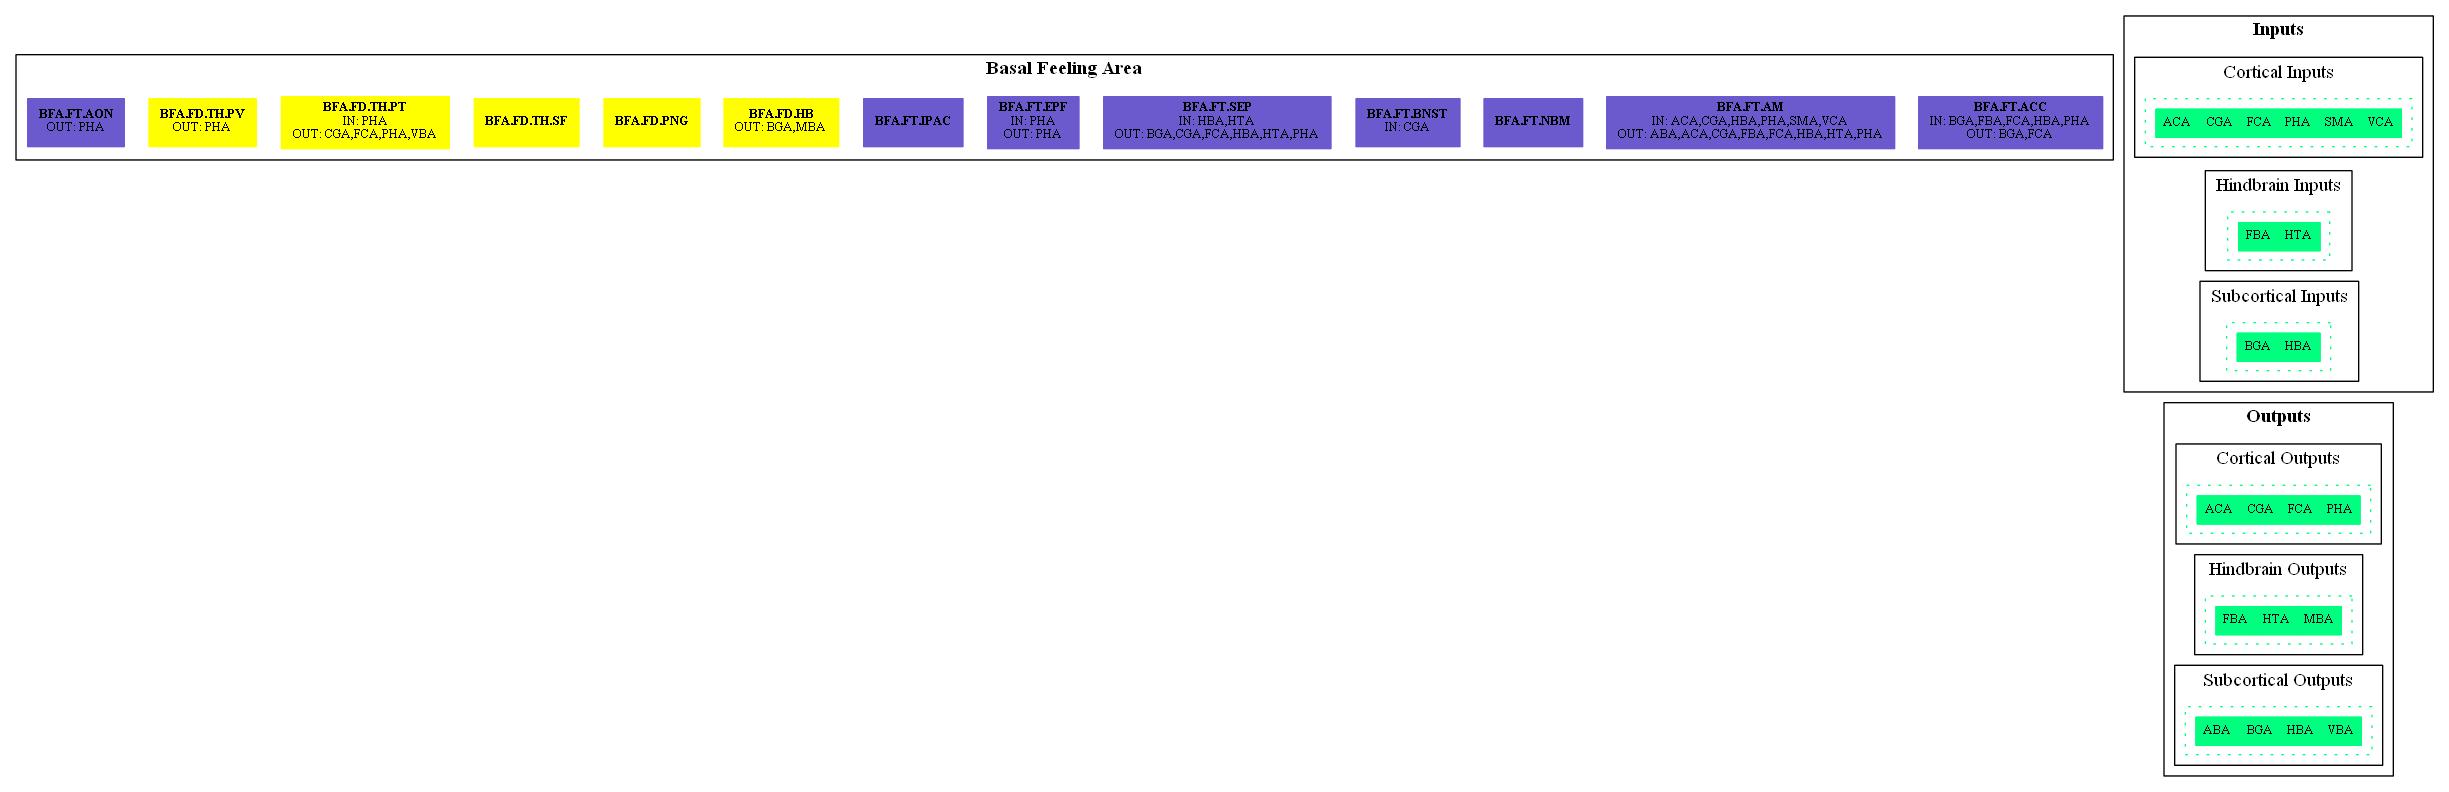 Basal Feeling Area
BFA.FT.AON
OUT: PHA
BFA.FD.TH.PV
OUT: PHA
BFA.FD.TH.PT
IN: PHA
OUT: CGA,FCA,PHA,VBA
BFA.FD.TH.SF
BFA.FD.PNG
BFA.FD.HB
OUT: BGA,MBA
BFA.FT.IPAC
BFA.FT.EPF
IN: PHA
OUT: PHA
BFA.FT.SEP
IN: HBA,HTA
OUT: BGA,CGA,FCA,HBA,HTA,PHA
BFA.FT.BNST
IN: CGA
BFA.FT.NBM
BFA.FT.AM
IN: ACA,CGA,HBA,PHA,SMA,VCA
OUT: ABA,ACA,CGA,FBA,FCA,HBA,HTA,PHA
BFA.FT.ACC
IN: BGA,FBA,FCA,HBA,PHA
OUT: BGA,FCA
Inputs
Cortical Inputs
ACA CGA FCA PHA SMA VCA
Hindbrain Inputs
FBA HTA
Subcortical Inputs
BGA HBA
Outputs
Cortical Outputs
ACA CGA FCA PHA
Hindbrain Outputs
FBA HTA MBA
Subcortical Outputs
ABA BGA HBA VBA